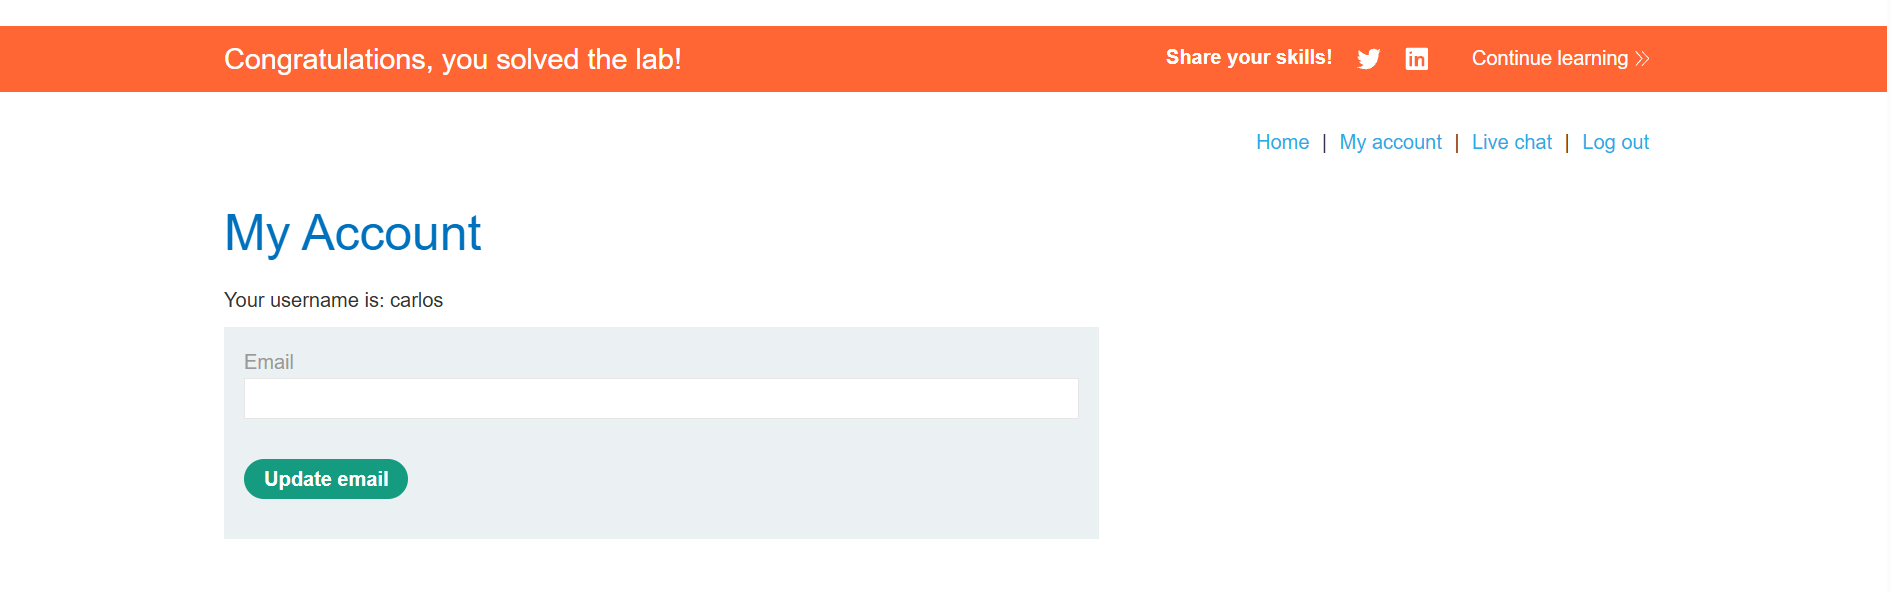 Congratulations, you solved the lab!
Share your skills! Continue learning
Home | My account | Live chat | Log out
My Account
Your username is: carlos
Email
Update email